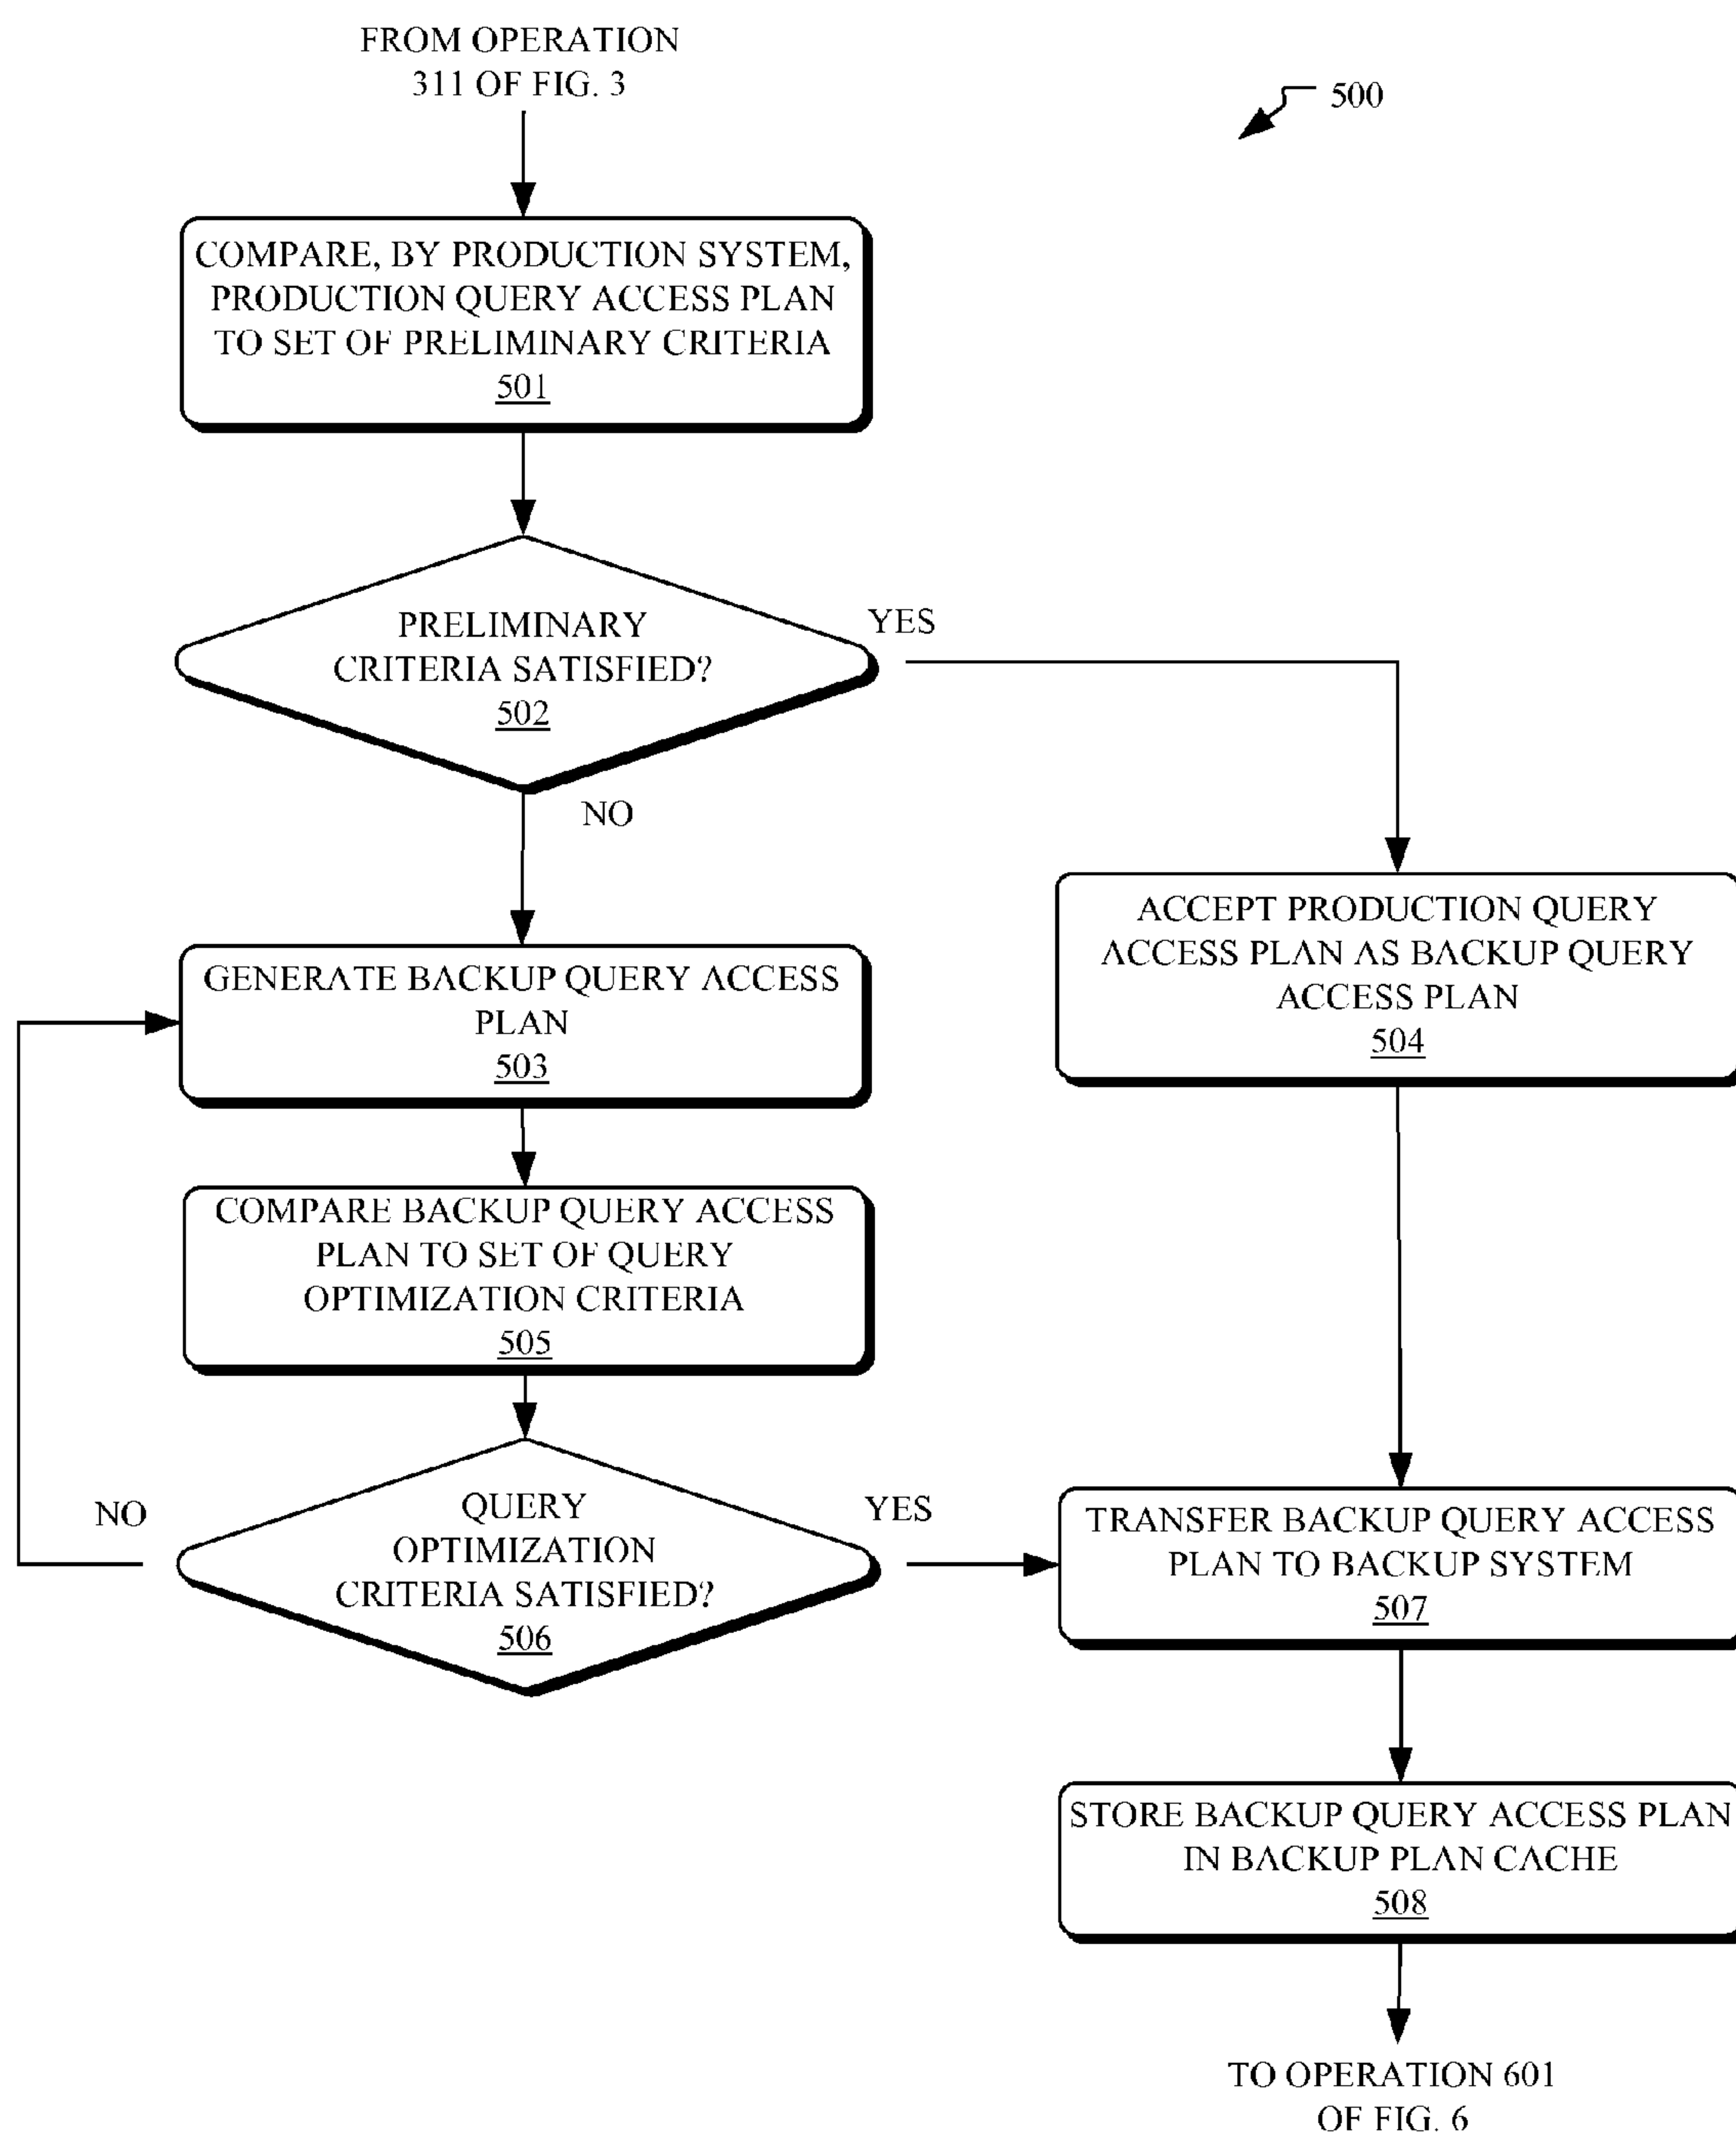 FROM OPERATION
311 OF FIG. 3
500
COMPARE, BY PRODUCTION SYSTEM,
PRODUCTION QUERY ACCESS PLAN
TO SET OF PRELIMINARY CRITERIA
501
PRELIMINARY
CRITERIA SATISFIED?
502
YES
NO
ACCEPT PRODUCTION QUERY
ACCESS PLAN AS BACKUP QUERY
ACCESS PLAN
504
GENERATE BACKUP QUERY ACCESS
PLAN
503
COMPARE BACKUP QUERY ACCESS
PLAN TO SET OF QUERY
OPTIMIZATION CRITERIA
505
NO
QUERY
OPTIMIZATION
CRITERIA SATISFIED?
506
YES
TRANSFER BACKUP QUERY ACCESS
PLAN TO BACKUP SYSTEM
507
STORE BACKUP QUERY ACCESS PLAN
IN BACKUP PLAN CACHE
508
TO OPERATION 601
OF FIG. 6